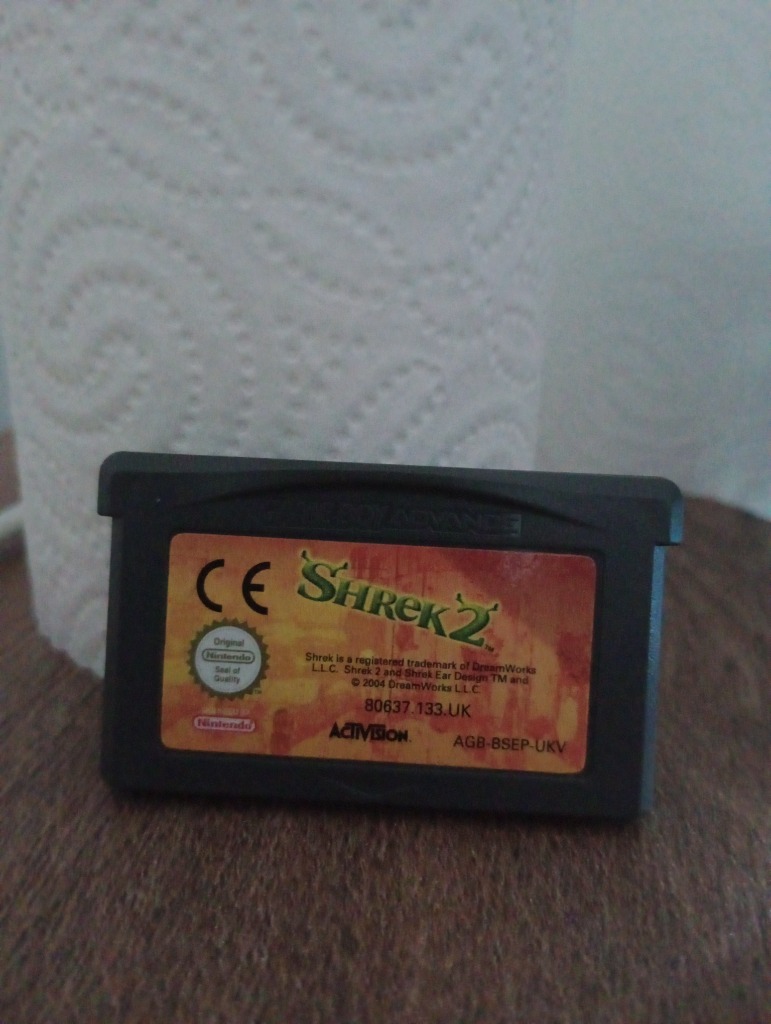 GAME BOY ADVANCE
CE
SHREK 2™
Original
Nintendo
Seal of
Quality
Shrek is a registered trademark of DreamWorks
L.L.C. Shrek 2 and Shrek Ear Design TM and
© 2004 DreamWorks L.L.C.
80637.133.UK
Nintendo
ACTIVISION
AGB-BSEP-UKV